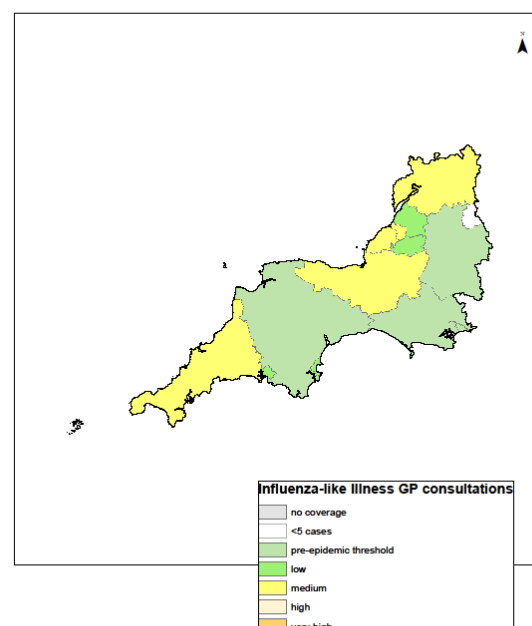 Influenza-like Illness GP consultations
no coverage
<5 cases
pre-epidemic threshold
low
medium
high